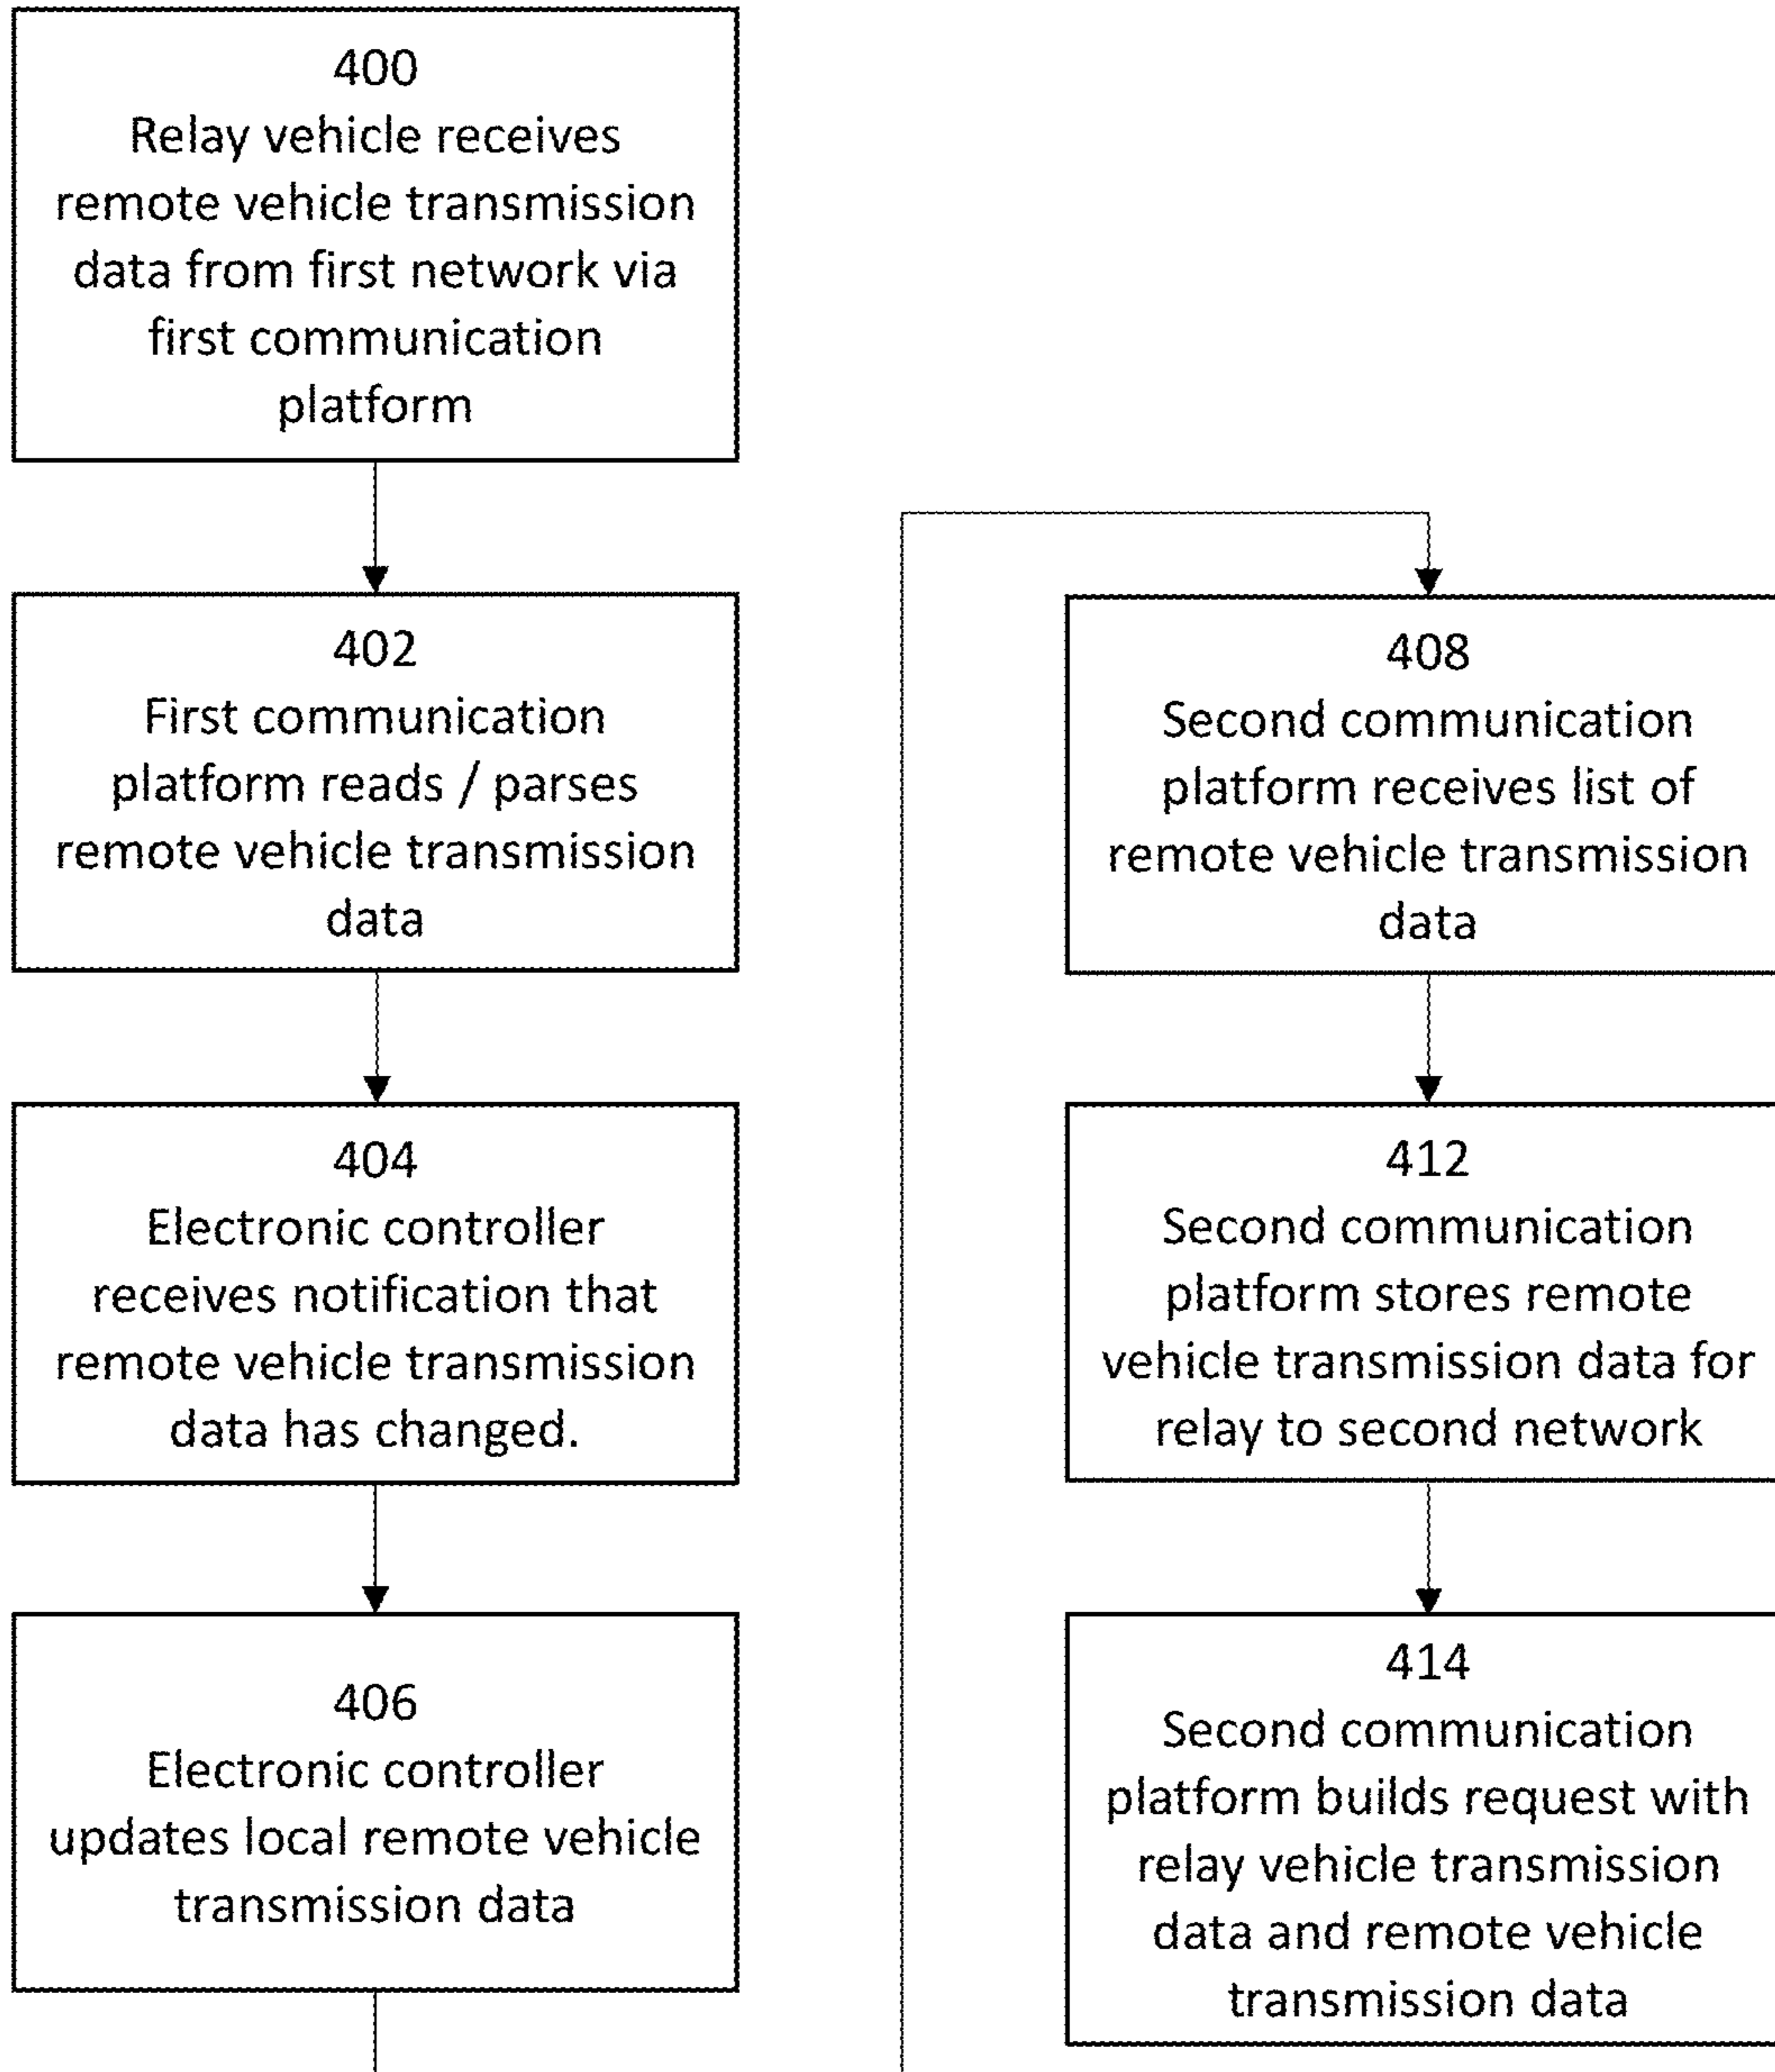 400
Relay vehicle receives
remote vehicle transmission
data from first network via
first communication
platform
402
First communication
platform reads / parses
remote vehicle transmission
data
404
Electronic controller
receives notification that
remote vehicle transmission
data has changed.
406
Electronic controller
updates local remote vehicle
transmission data
408
Second communication
platform receives list of
remote vehicle transmission
data
412
Second communication
platform stores remote
vehicle transmission data for
relay to second network
414
Second communication
platform builds request with
relay vehicle transmission
data and remote vehicle
transmission data